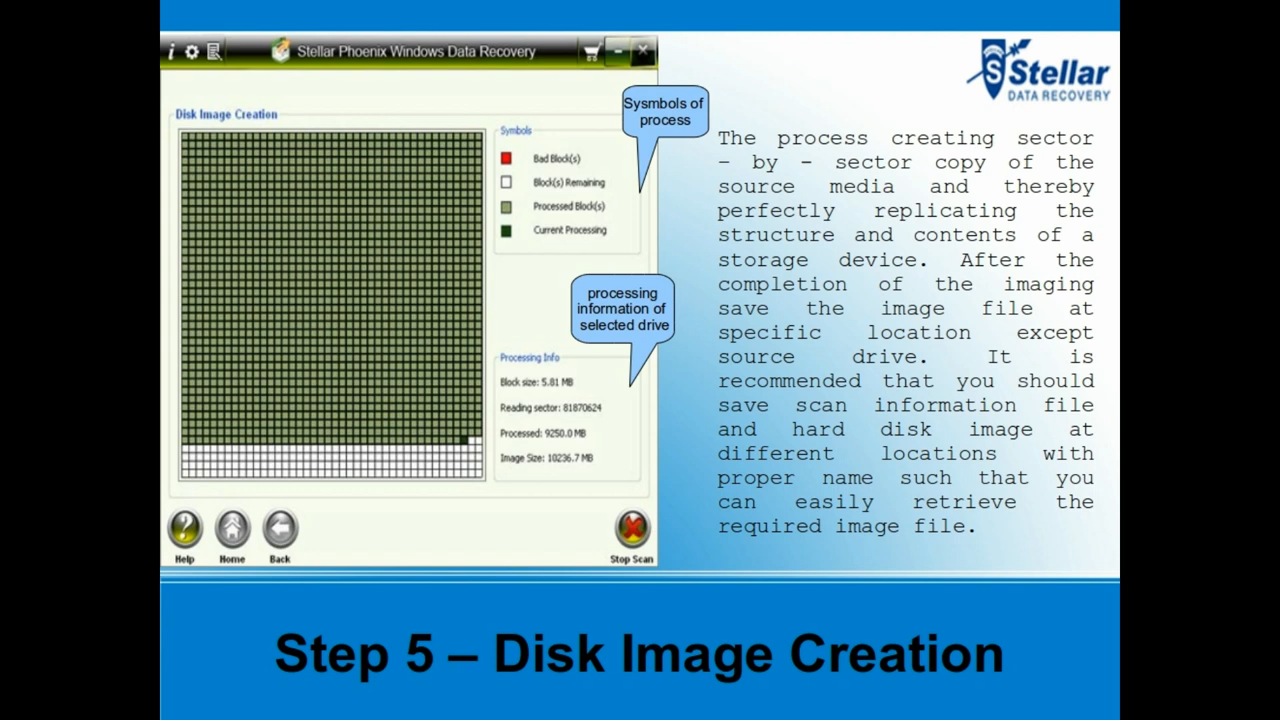 Stellar Phoenix Windows Data Recovery
Disk Image Creation
Symbols
Bad Block(s)
Block(s) Remaining
Processed Block(s)
Current Processing
Sysmbols of
process
processing
information of
selected drive
Processing Info
Block size: 5.81 MB
Reading sector: 81870624
Processed: 9250.0 MB
Image Size: 10236.7 MB
Help
Home
Back
Stop Scan
Stellar
DATA RECOVERY
The process creating sector
– by - sector copy of the
source media and thereby
perfectly replicating the
structure and contents of a
storage device. After the
completion of the imaging
save the image file at
specific location except
source drive. It is
recommended that you should
save scan information file
and hard disk image at
different locations with
proper name such that you
can easily retrieve the
required image file.
Step 5 – Disk Image Creation